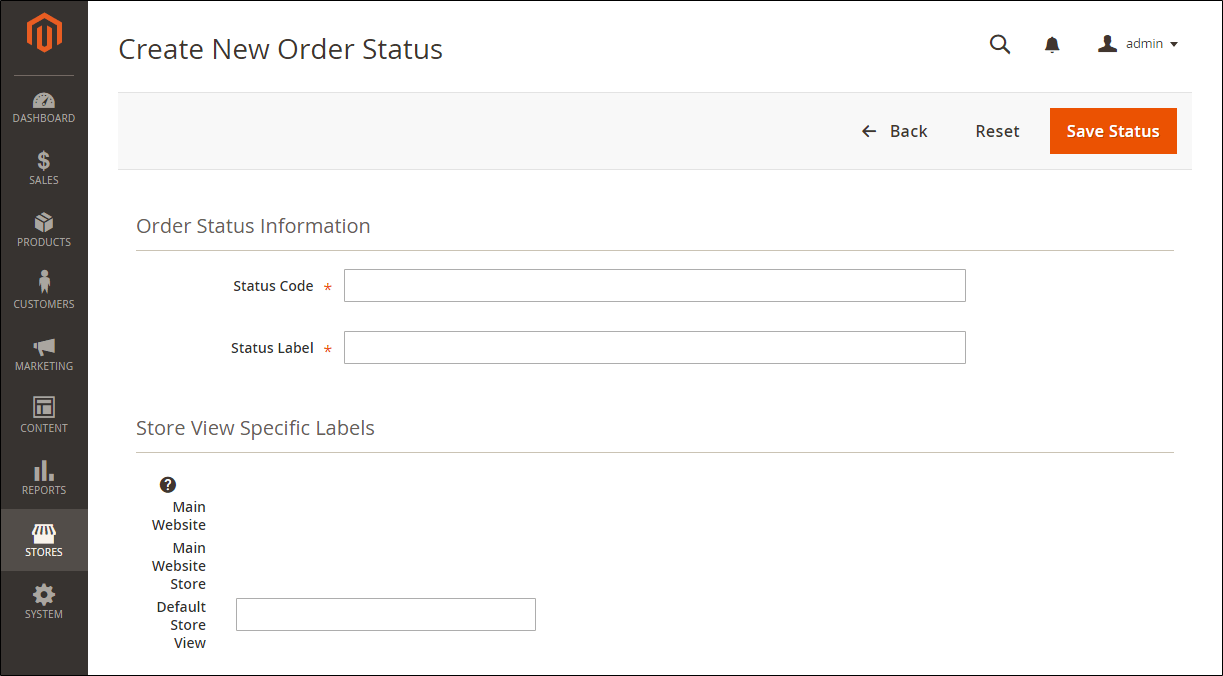 Create New Order Status
admin
DASHBOARD
SALES
PRODUCTS
CUSTOMERS
MARKETING
CONTENT
REPORTS
STORES
SYSTEM
← Back
Reset
Save Status
Order Status Information
Status Code *
Status Label *
Store View Specific Labels
?
Main
Website
Main
Website
Store
Default
Store
View